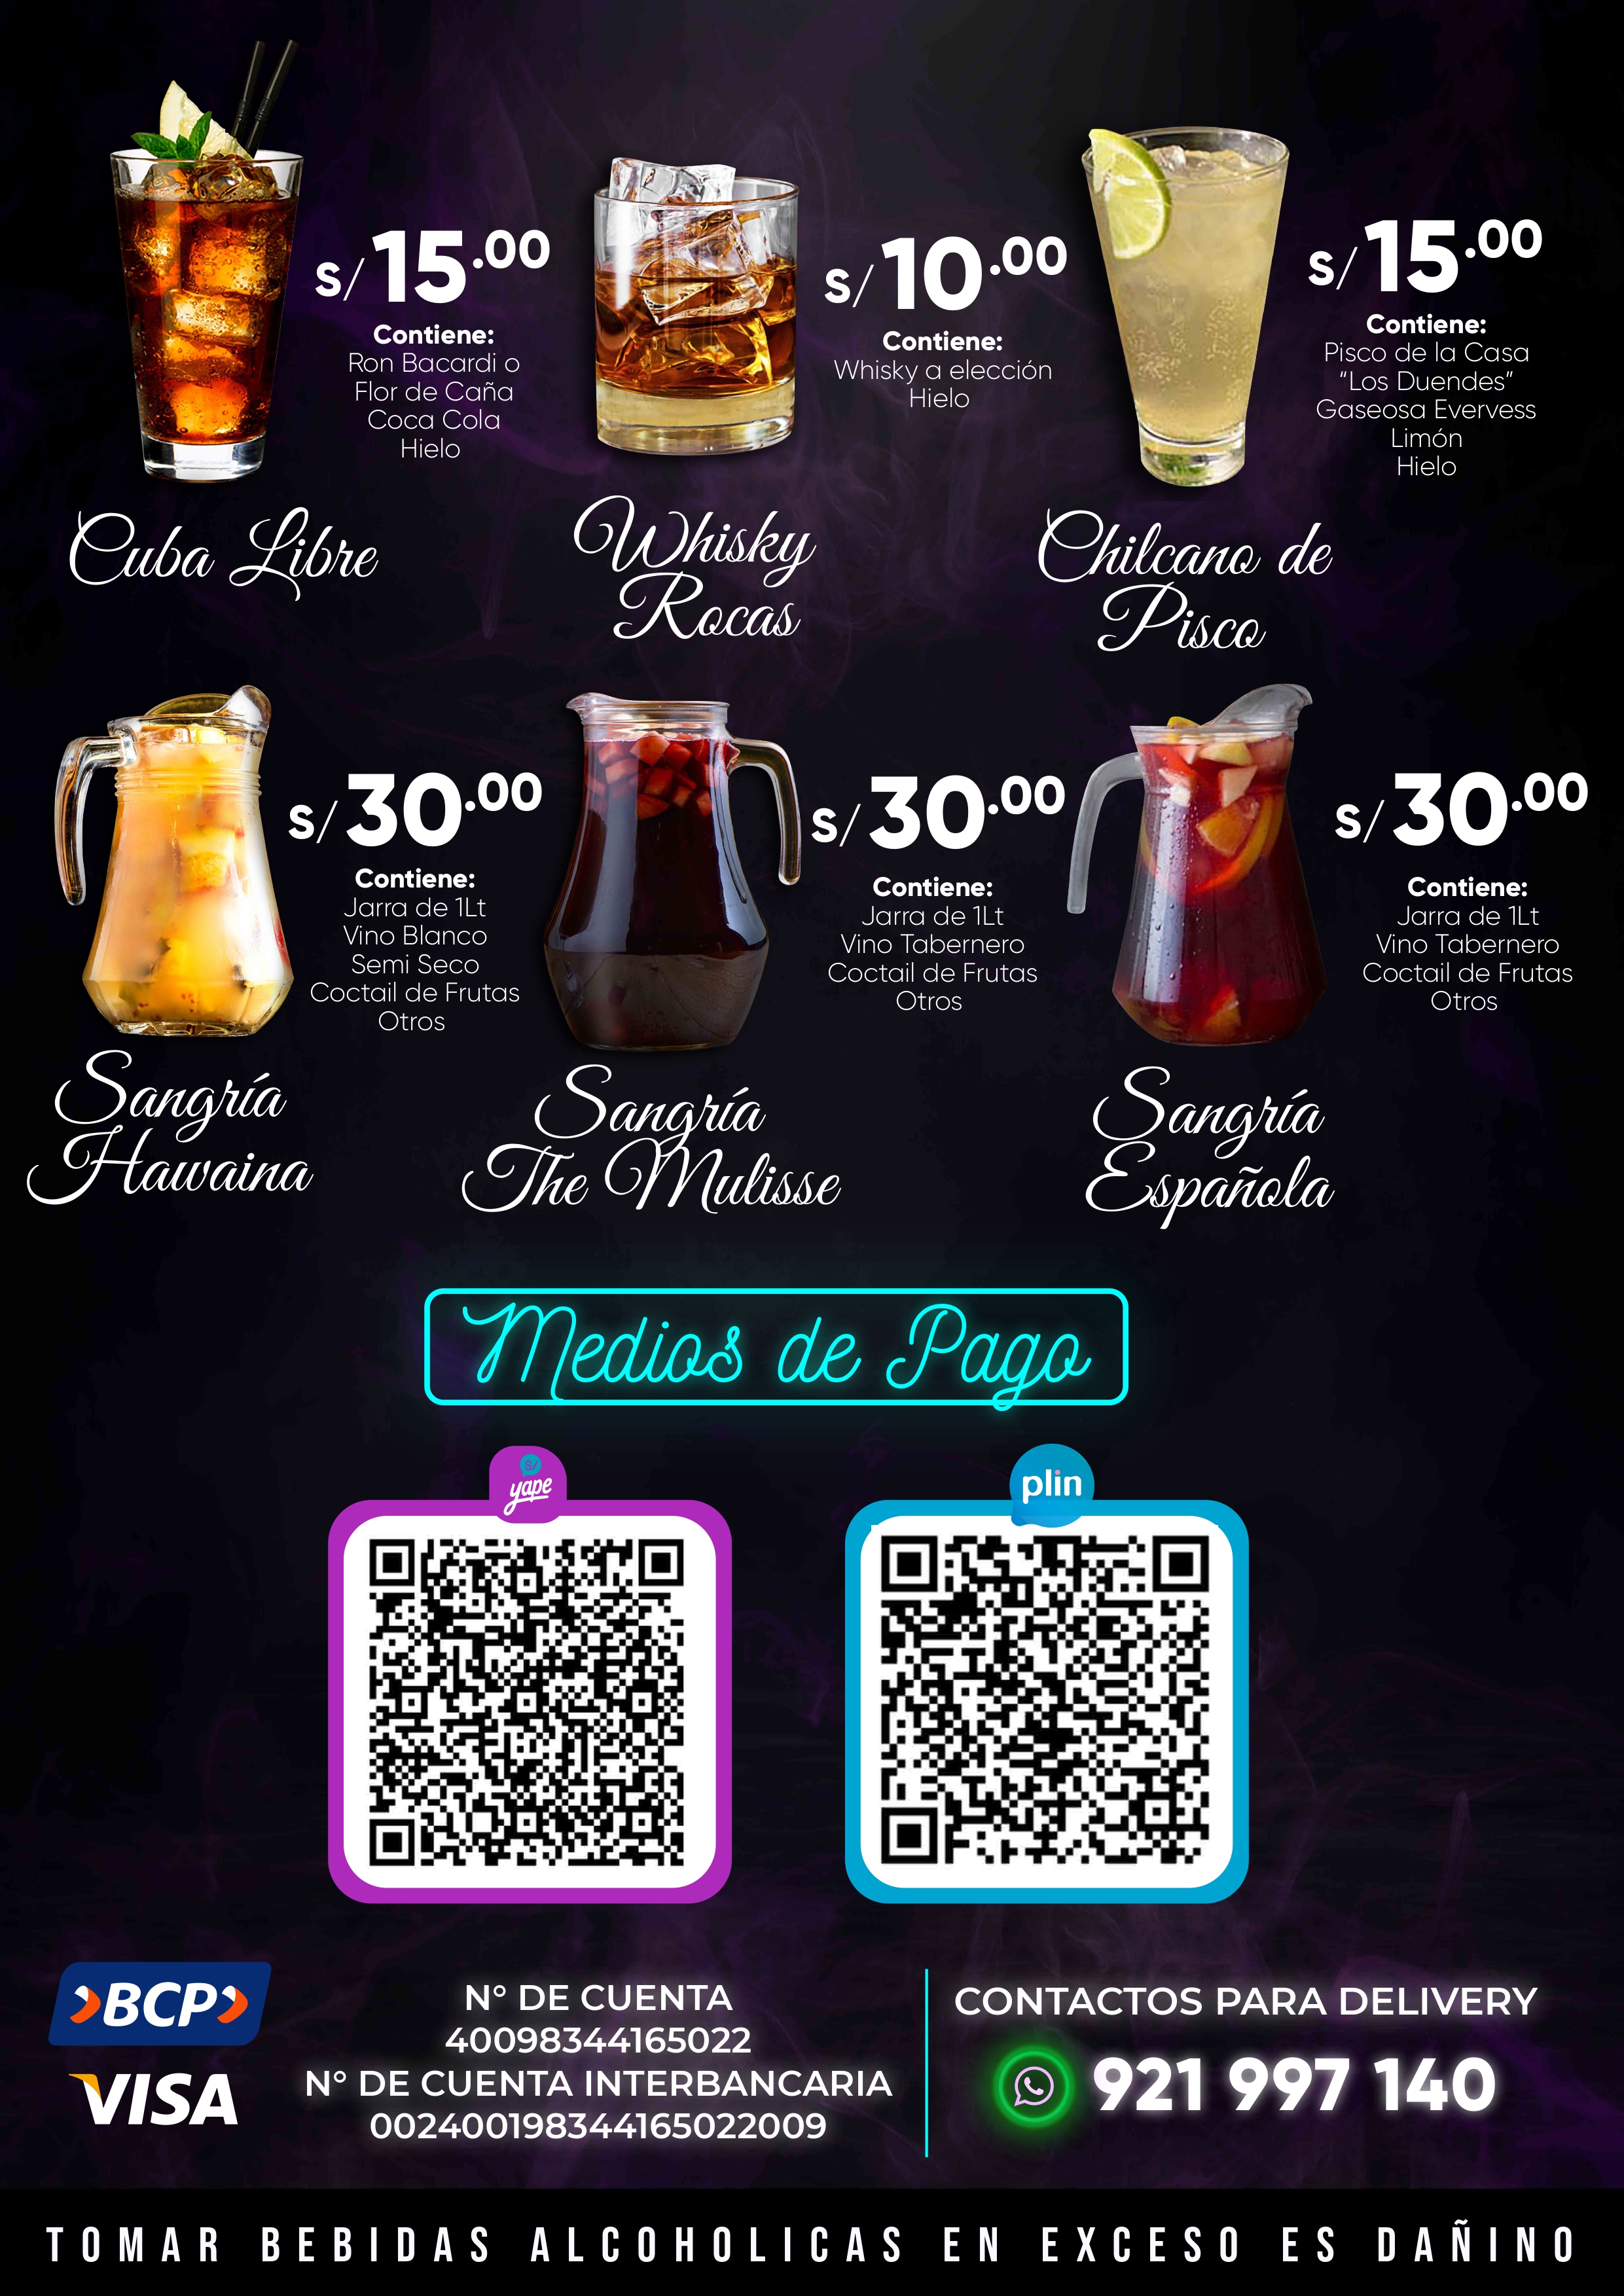 S/15.00
Contiene:
Ron Bacardi o
Flor de Caña
Coca Cola
Hielo
Cuba Libre
S/10.00
Contiene:
Whisky a elección
Hielo
Whisky
Rocas
S/15.00
Contiene:
Pisco de la Casa
“Los Duendes”
Gaseosa Evervess
Limón
Hielo
Chilcano de
Pisco
S/30.00
Contiene:
Jarra de 1Lt
Vino Blanco
Semi Seco
Coctail de Frutas
Otros
Sangría
Hawaina
S/30.00
Contiene:
Jarra de 1Lt
Vino Tabernero
Coctail de Frutas
Otros
Sangría
The Mulisse
S/30.00
Contiene:
Jarra de 1Lt
Vino Tabernero
Coctail de Frutas
Otros
Sangría
Española
Medios de Pago
S/
yape
plin
BCP
VISA
N° DE CUENTA
40098344165022
N° DE CUENTA INTERBANCARIA
002400198344165022009
CONTACTOS PARA DELIVERY
921 997 140
TOMAR BEBIDAS ALCOHOLICAS EN EXCESO ES DAÑINO